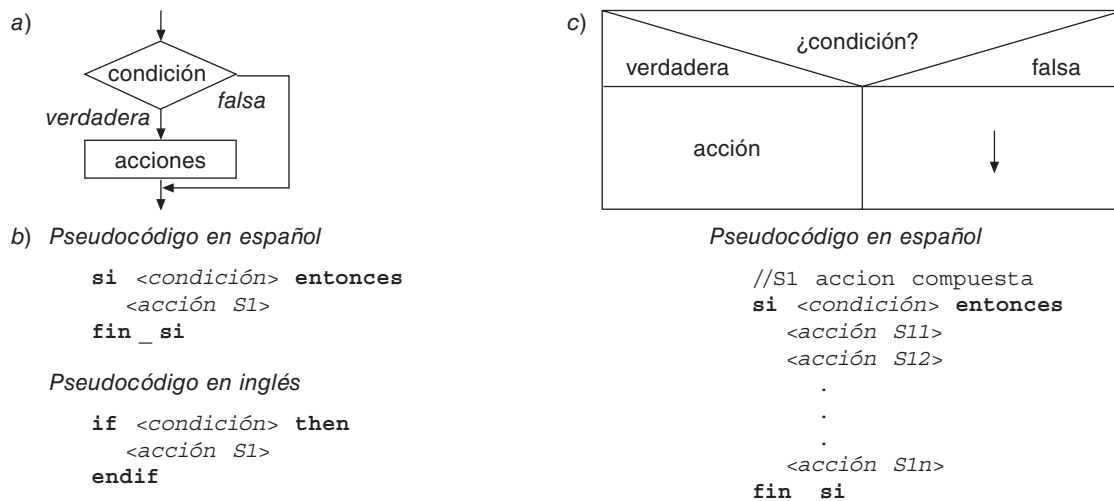 a)
condición
falsa
verdadera
acciones
b) Pseudocódigo en español
si <condición> entonces
<acción S1>
fin_si
Pseudocódigo en inglés
if <condición> then
<acción S1>
endif
c)
¿condición?
verdadera falsa
acción
Pseudocódigo en español
//S1 accion compuesta
si <condición> entonces
<acción S11>
<acción S12>
.
.
.
<acción S1n>
fin si